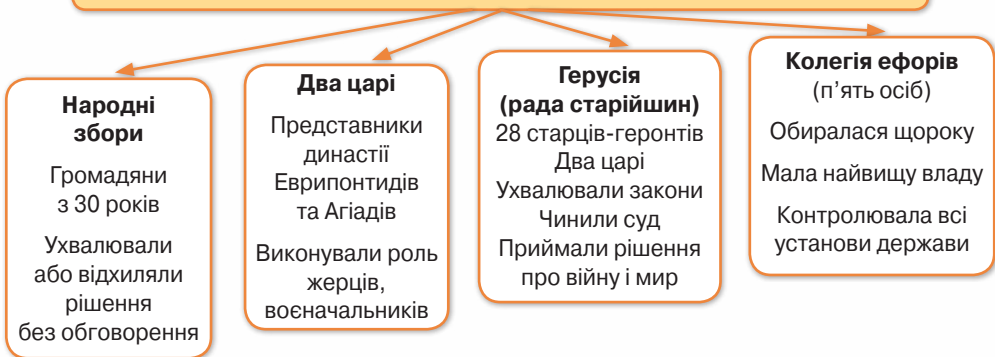 Народні
збори
Громадяни
з 30 років
Ухвалювали
або відхиляли
рішення
без обговорення
Два царі
Представники
династії
Еврипонтидів
та Агіадів
Виконували роль
жерців,
воєначальників
Герусія
(рада старійшин)
28 старців-геронтів
Два царі
Ухвалювали закони
Чинили суд
Приймали рішення
про війну і мир
Колегія ефорів
(п’ять осіб)
Обиралася щороку
Мала найвищу владу
Контролювала всі
установи держави